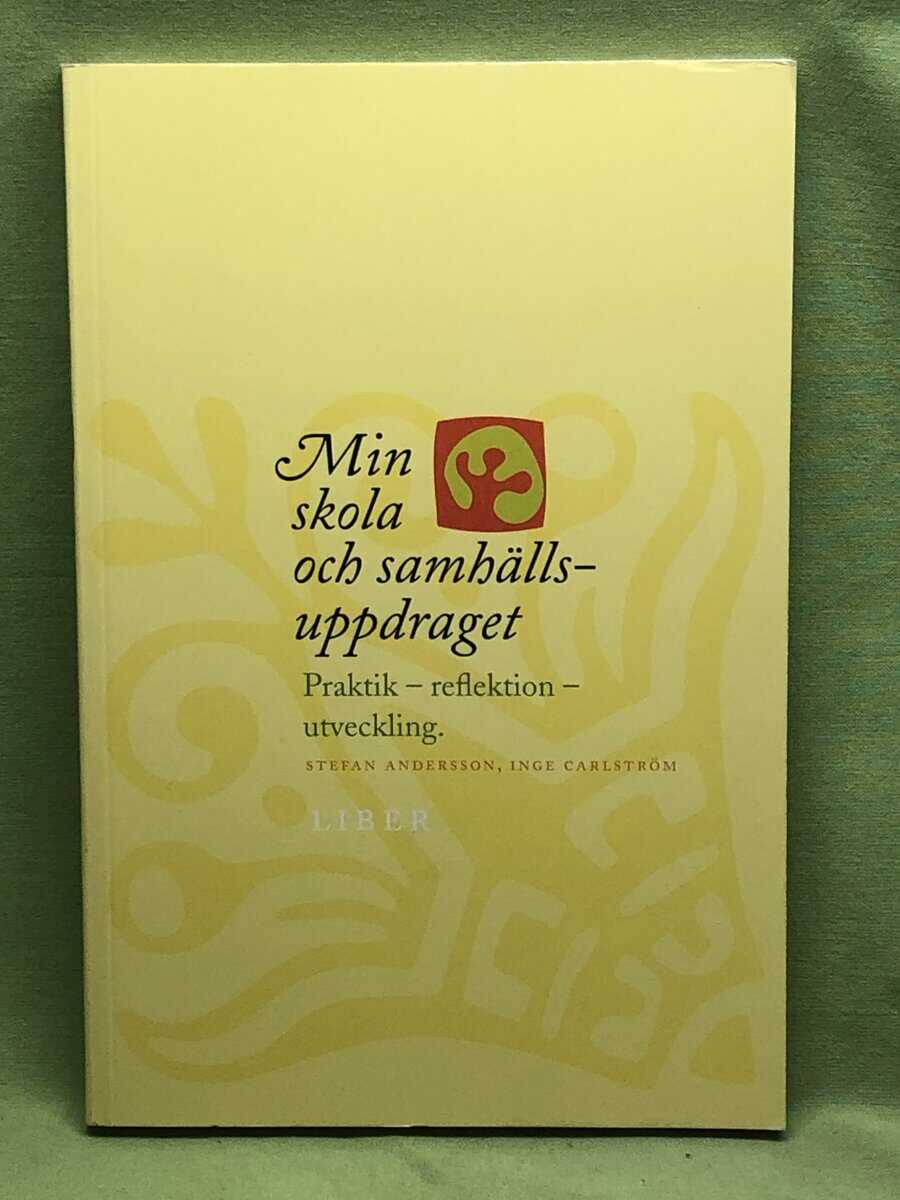 Min
skola
och samhälls-
uppdraget
Praktik – reflektion –
utveckling.
STEFAN ANDERSSON, INGE CARLSTRÖM
LIBER